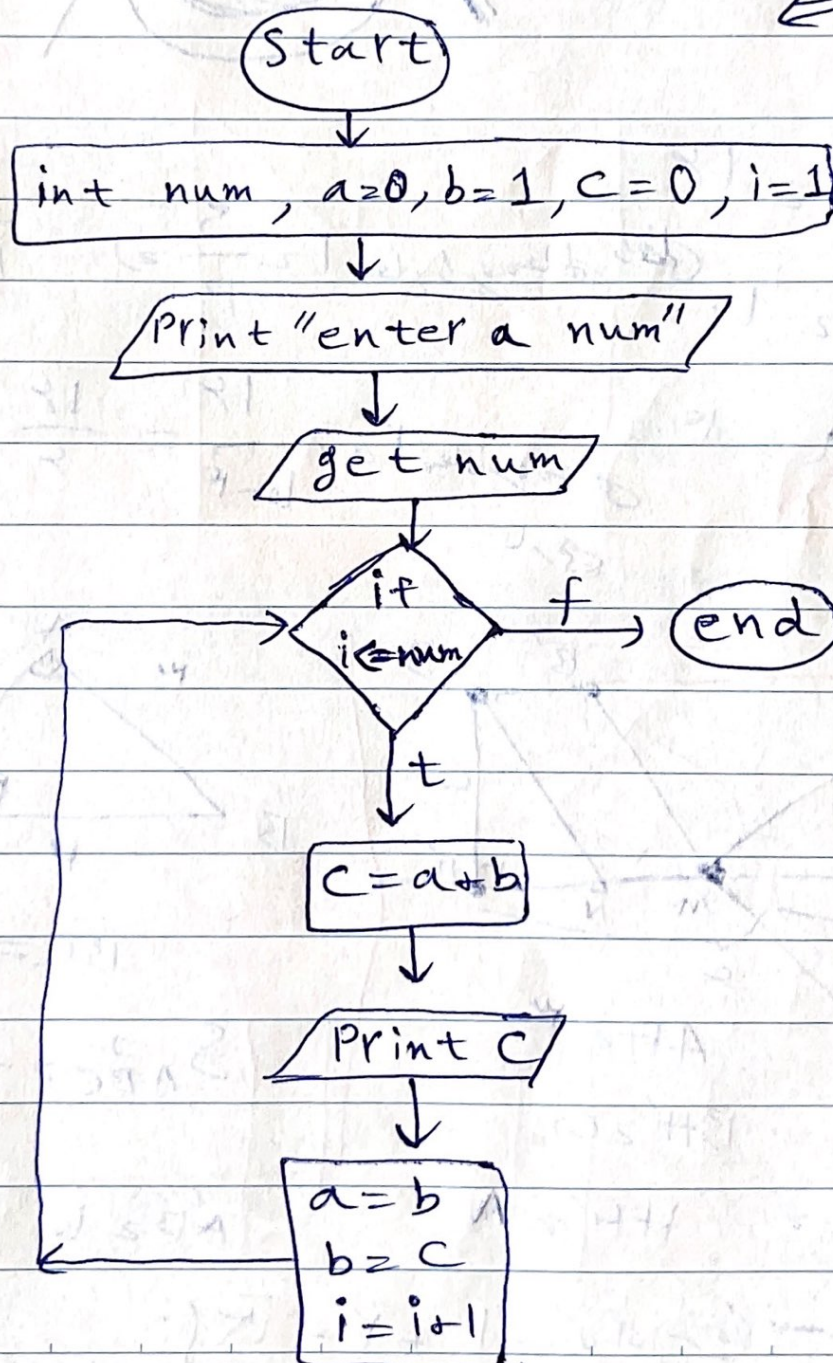 Start
int num, a=0, b=1, C=0, i=1
Print "enter a num"
get num
if
i<=num
f
end
t
C=a+b
Print C
a=b
b=C
i=i+1